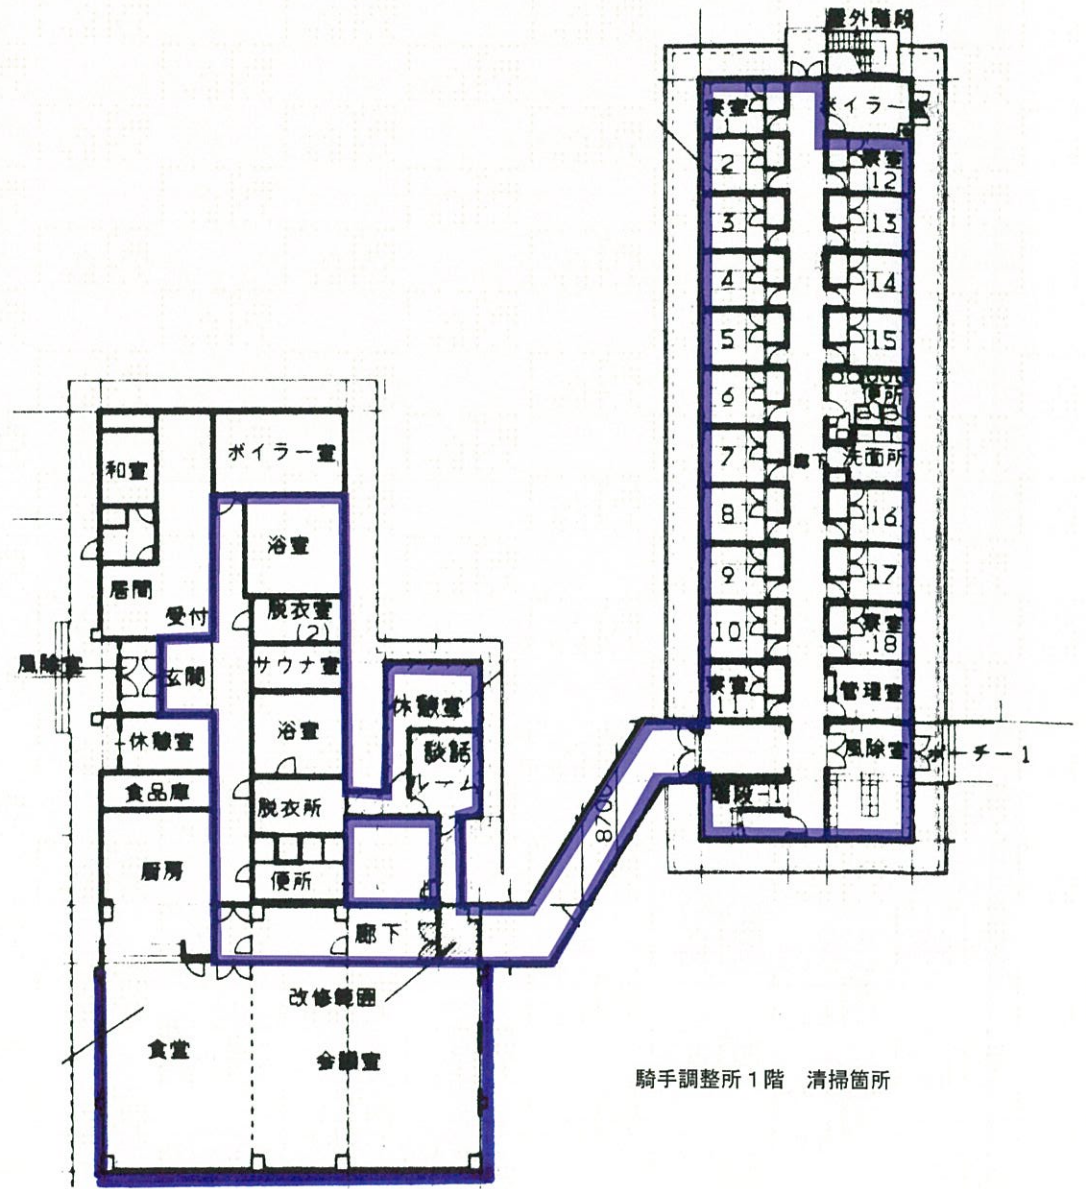 屋外階段
寮室
1
ボイラー室
2
寮室
12
3
13
4
14
5
15
6
便所
7
廊下
洗面所
8
16
9
17
10
寮室
18
寮室
11
管理室
風除室
ポーチ-1
階段-1
8700
和室
ボイラー室
浴室
居間
受付
脱衣室
(2)
風除室
玄関
サウナ室
休憩室
休憩室
浴室
談話
ルーム
食品庫
脱衣所
厨房
便所
廊下
改修範囲
食堂
会議室
騎手調整所1階 清掃箇所